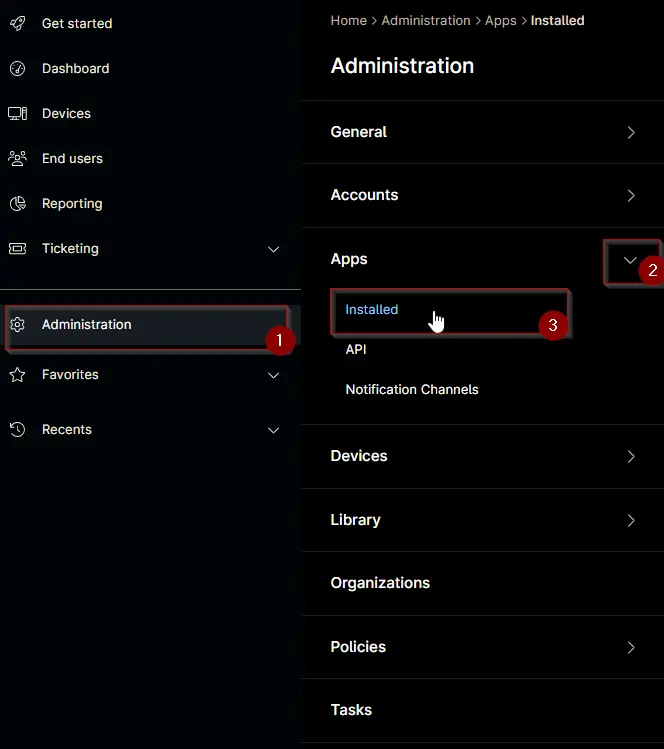 Get started
Dashboard
Devices
End users
Reporting
Ticketing
Administration
1
Favorites
Recents
Home > Administration > Apps > Installed
Administration
General
Accounts
Apps
2
Installed
3
API
Notification Channels
Devices
Library
Organizations
Policies
Tasks